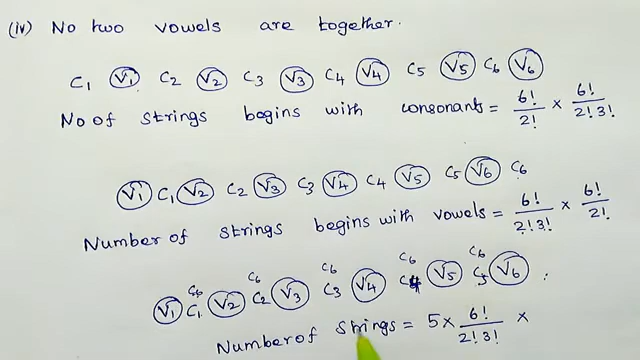 (iv) No two vowels are together.
C1 V1 C2 V2 C3 V3 C4 V4 C5 V5 C6 V6
No of strings begins with consonants = 6!/2! × 6!/2!3!
V1 C1 V2 C2 V3 C3 V4 C4 V5 C5 V6 C6
Number of strings begins with vowels = 6!/2!3! × 6!/2!
C6 C6 C6 C6 C6
V1 C1 V2 C2 V3 C3 V4 C4 V5 C5 V6 :
Number of strings = 5 × 6!/2!3! ×